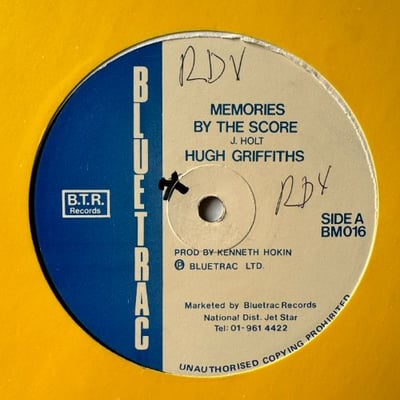 RDV
MEMORIES
BY THE SCORE
J. HOLT
HUGH GRIFFITHS
BLUETRAC
B.T.R.
Records
SIDE A
BM016
PROD BY KENNETH HOKIN
Ⓟ BLUETRAC LTD.
Marketed by Bluetrac Records
National Dist. Jet Star
Tel: 01-961 4422
UNAUTHORISED COPYING PROHIBITED